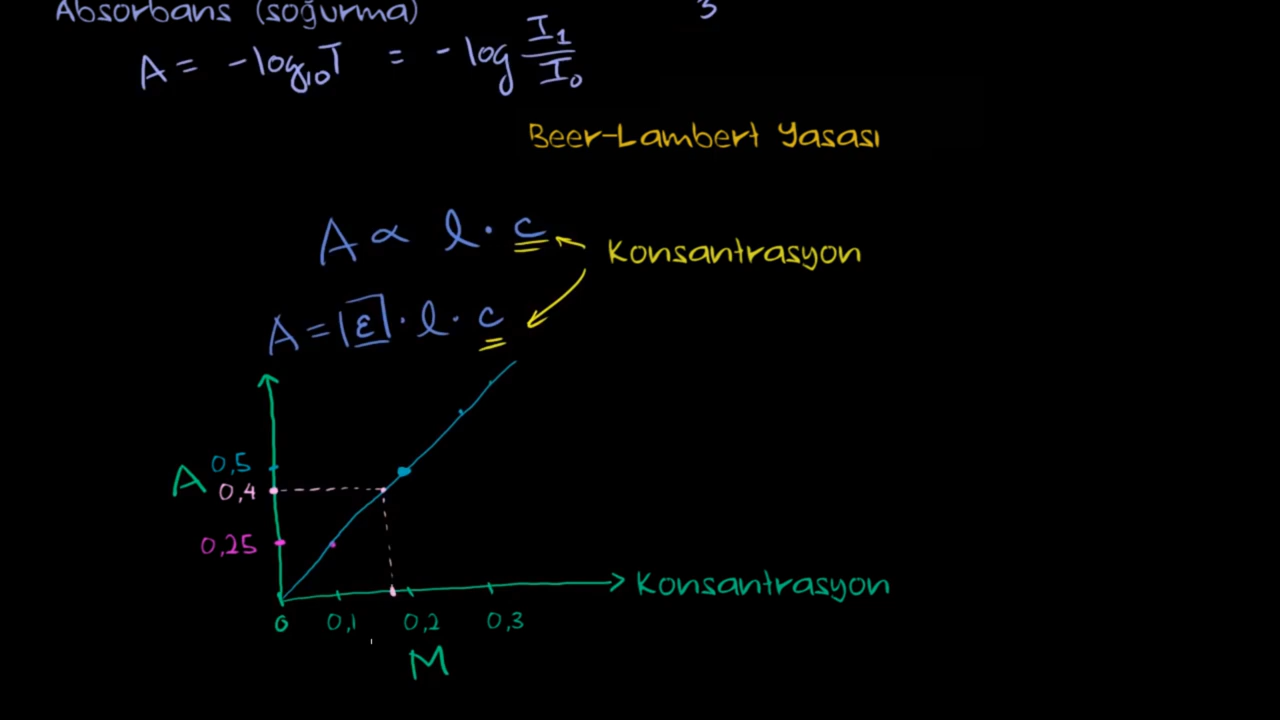 Absorbans (soğurma)
A = -log₁₀T = -log I₁/I₀
Beer-Lambert Yasası
A ∝ l · c
Konsantrasyon
A = |ε| · l · c
A
0,5
0,4
0,25
Konsantrasyon
0 0,1 0,2 0,3
M